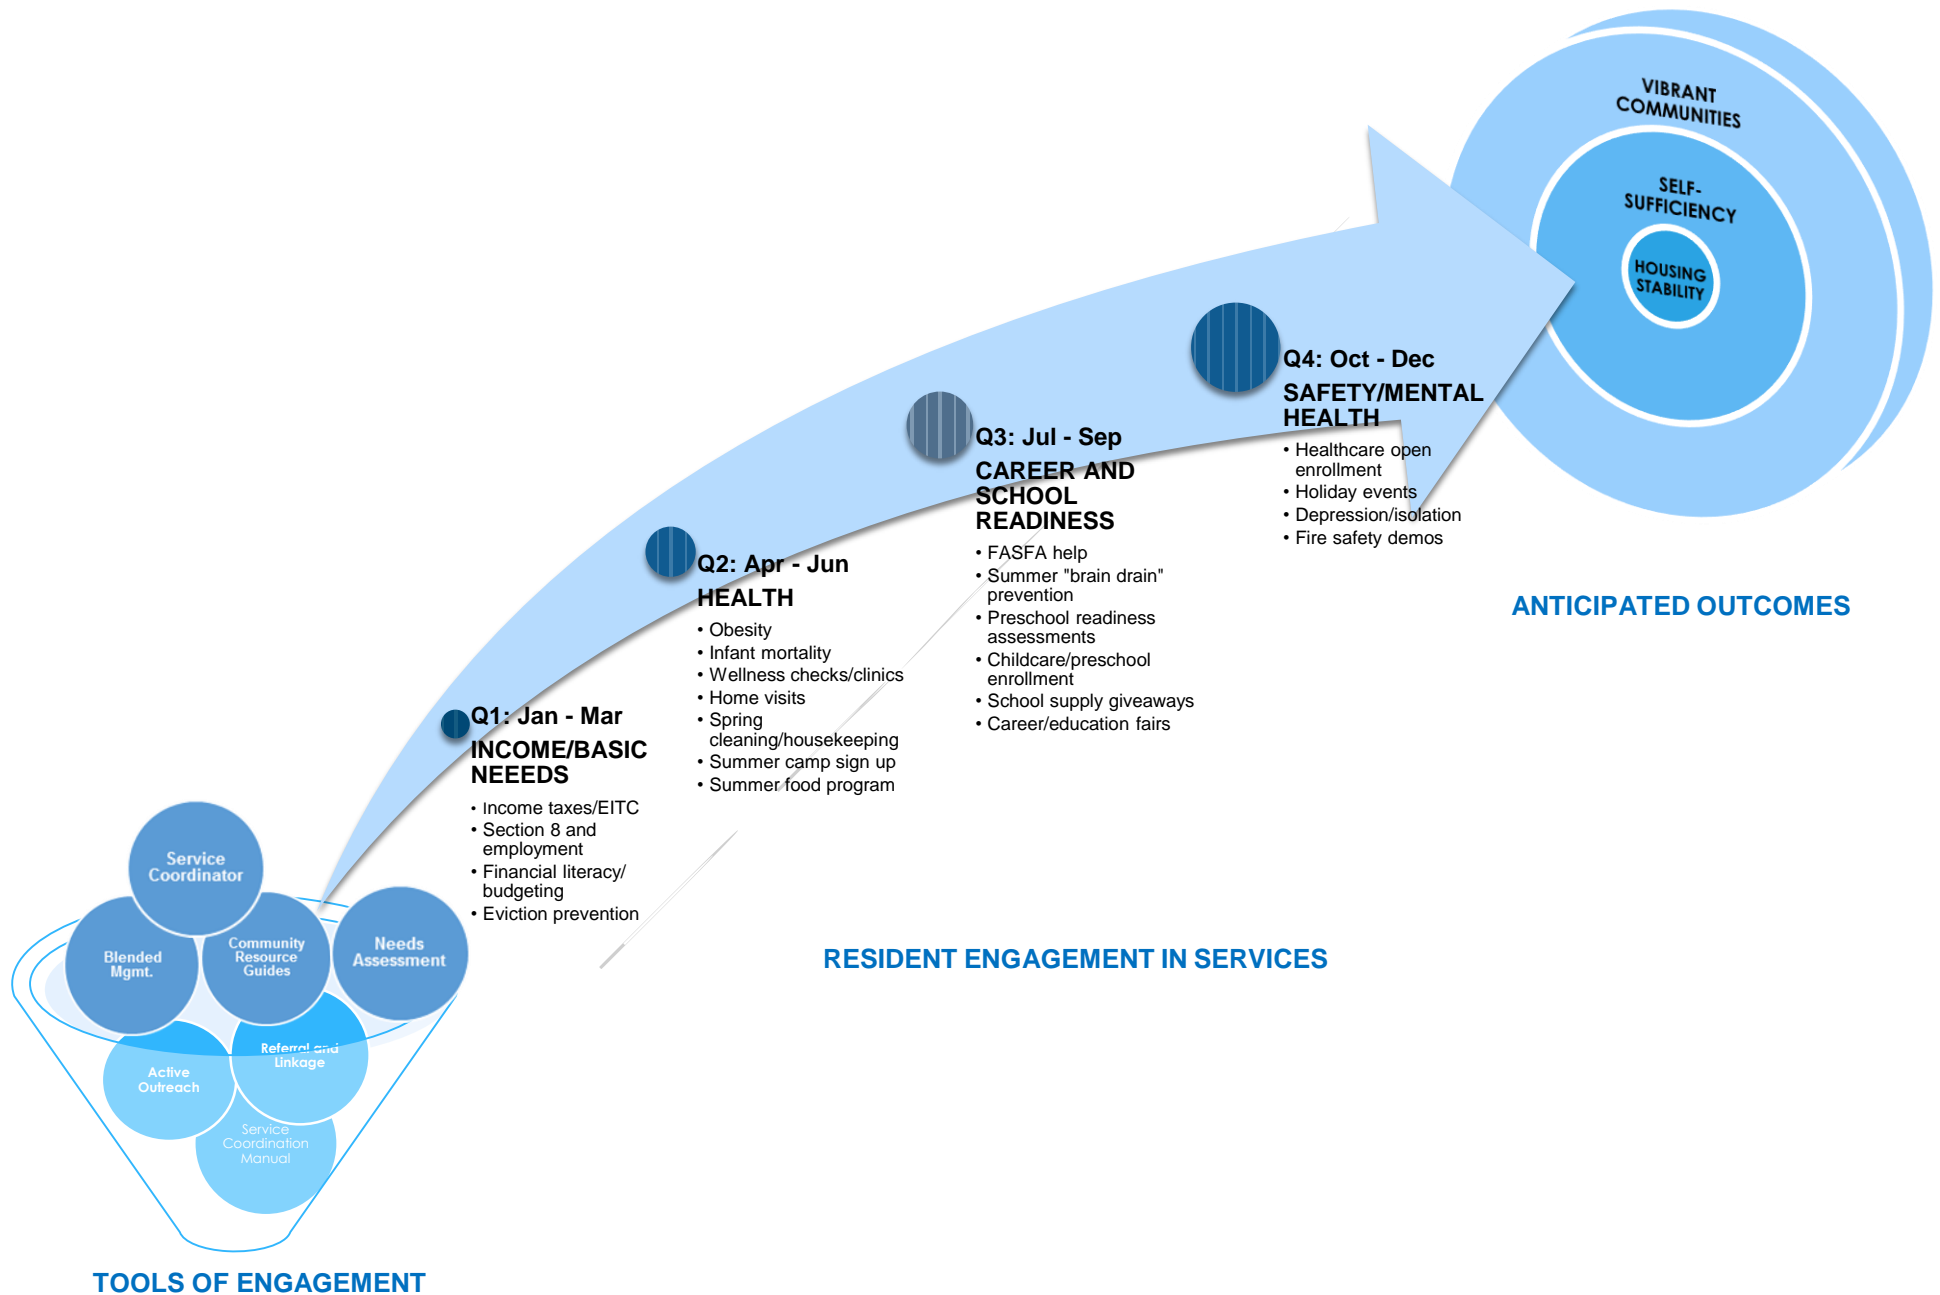 VIBRANT
COMMUNITIES
SELF-
SUFFICIENCY
HOUSING
STABILITY
ANTICIPATED OUTCOMES
Q4: Oct - Dec
SAFETY/MENTAL
HEALTH
• Healthcare open
enrollment
• Holiday events
• Depression/isolation
• Fire safety demos
Q3: Jul - Sep
CAREER AND
SCHOOL
READINESS
• FASFA help
• Summer "brain drain"
prevention
• Preschool readiness
assessments
• Childcare/preschool
enrollment
• School supply giveaways
• Career/education fairs
Q2: Apr - Jun
HEALTH
• Obesity
• Infant mortality
• Wellness checks/clinics
• Home visits
• Spring
cleaning/housekeeping
• Summer camp sign up
• Summer food program
Q1: Jan - Mar
INCOME/BASIC
NEEEDS
• Income taxes/EITC
• Section 8 and
employment
• Financial literacy/
budgeting
• Eviction prevention
RESIDENT ENGAGEMENT IN SERVICES
Service
Coordinator
Blended
Mgmt.
Community
Resource
Guides
Needs
Assessment
Active
Outreach
Referral and
Linkage
Service
Coordination
Manual
TOOLS OF ENGAGEMENT